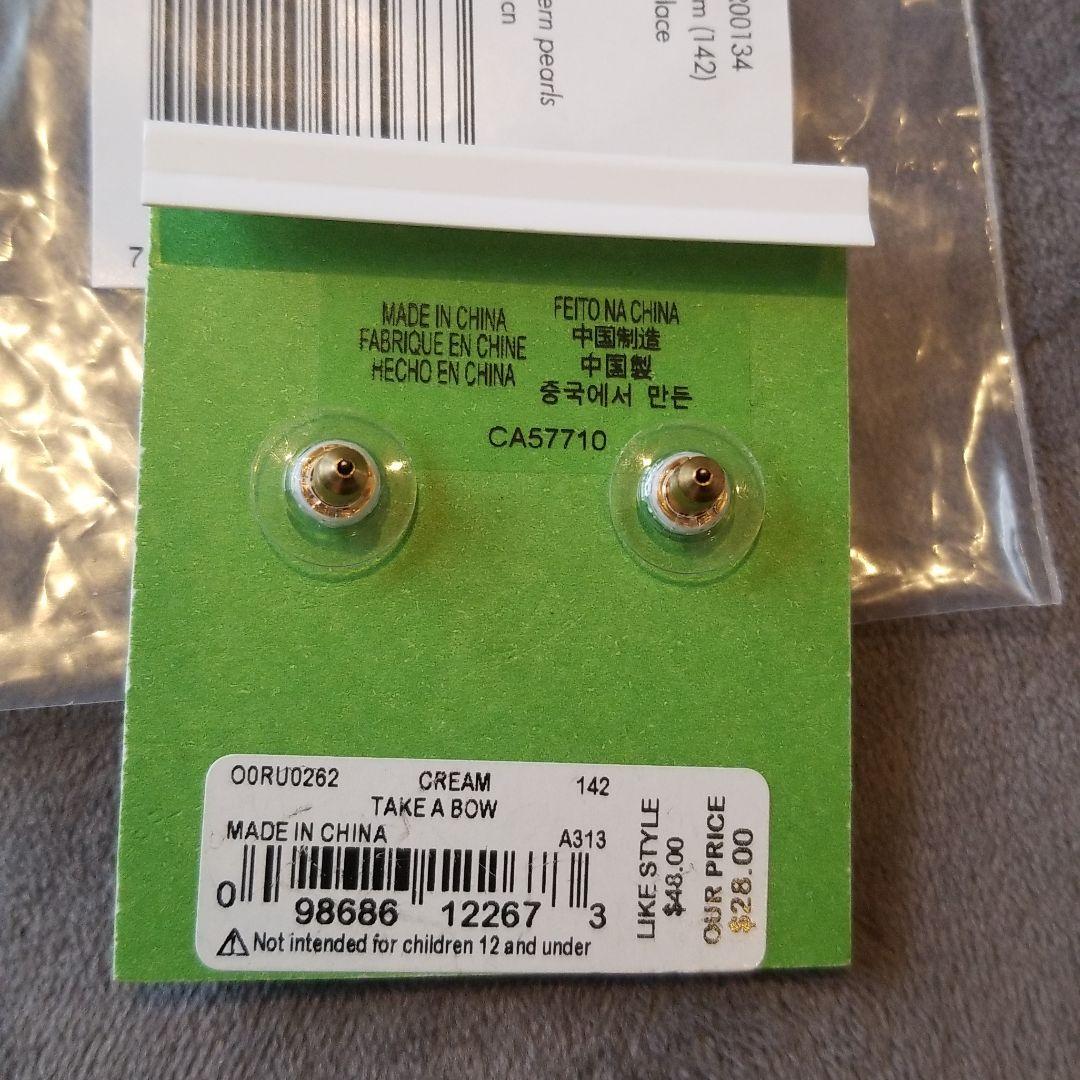 200134
m (142)
lace
ern pearls
cn
7
MADE IN CHINA
FABRIQUE EN CHINE
HECHO EN CHINA
FEITO NA CHINA
中国制造
中国製
중국에서 만든
CA57710
O0RU0262 CREAM 142
TAKE A BOW
MADE IN CHINA A313
0 98686 12267 3
Not intended for children 12 and under
LIKE STYLE
$48.00
OUR PRICE
$28.00